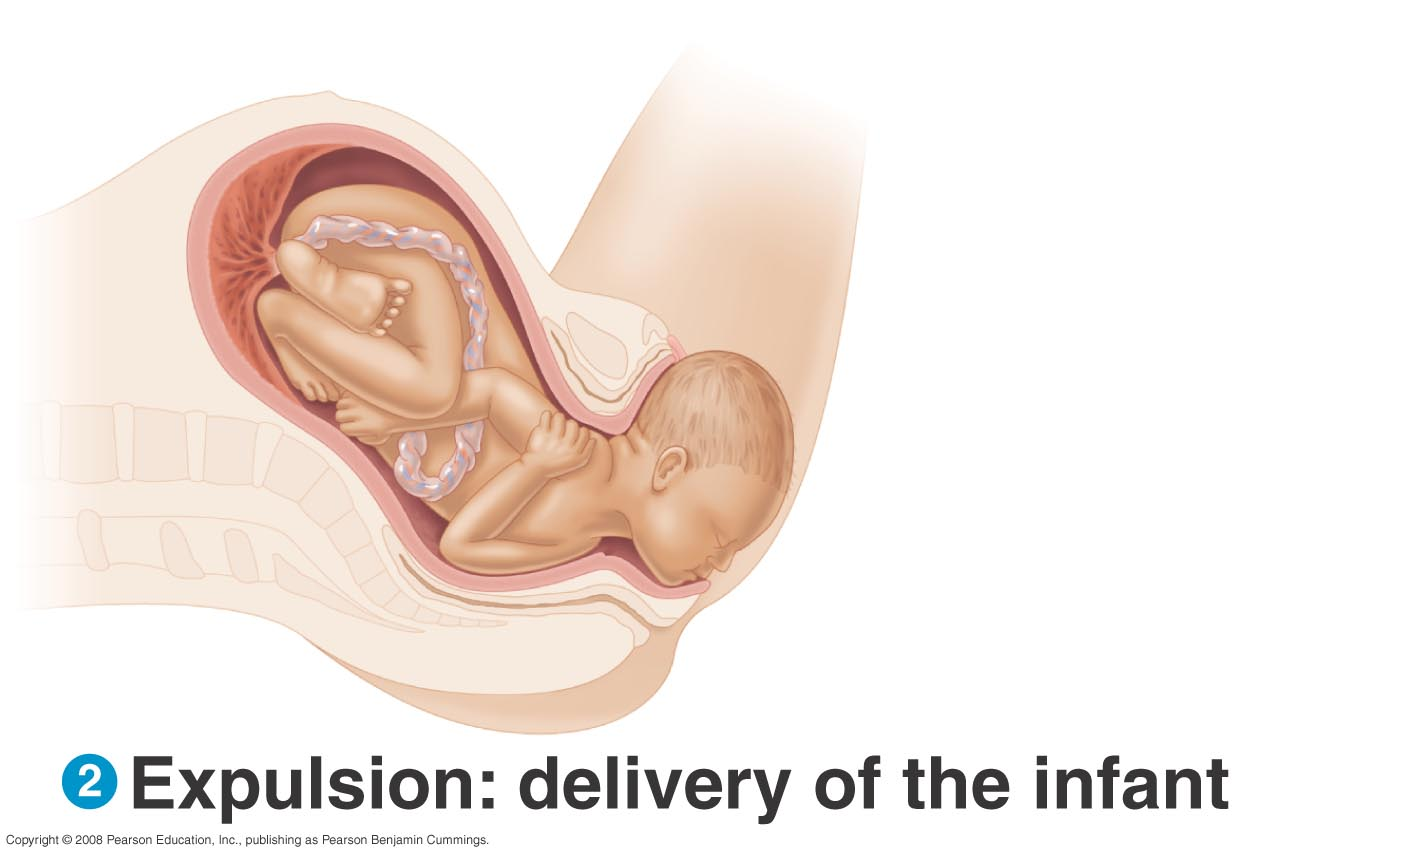 2 Expulsion: delivery of the infant
Copyright © 2008 Pearson Education, Inc., publishing as Pearson Benjamin Cummings.